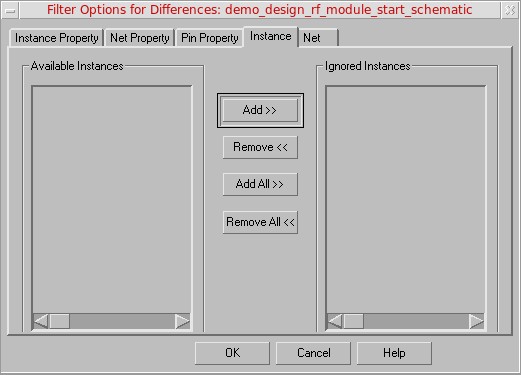 Filter Options for Differences: demo_design_rf_module_start_schematic
Instance Property Net Property Pin Property Instance Net
Available Instances
Ignored Instances
Add >>
Remove <<
Add All >>
Remove All <<
OK Cancel Help